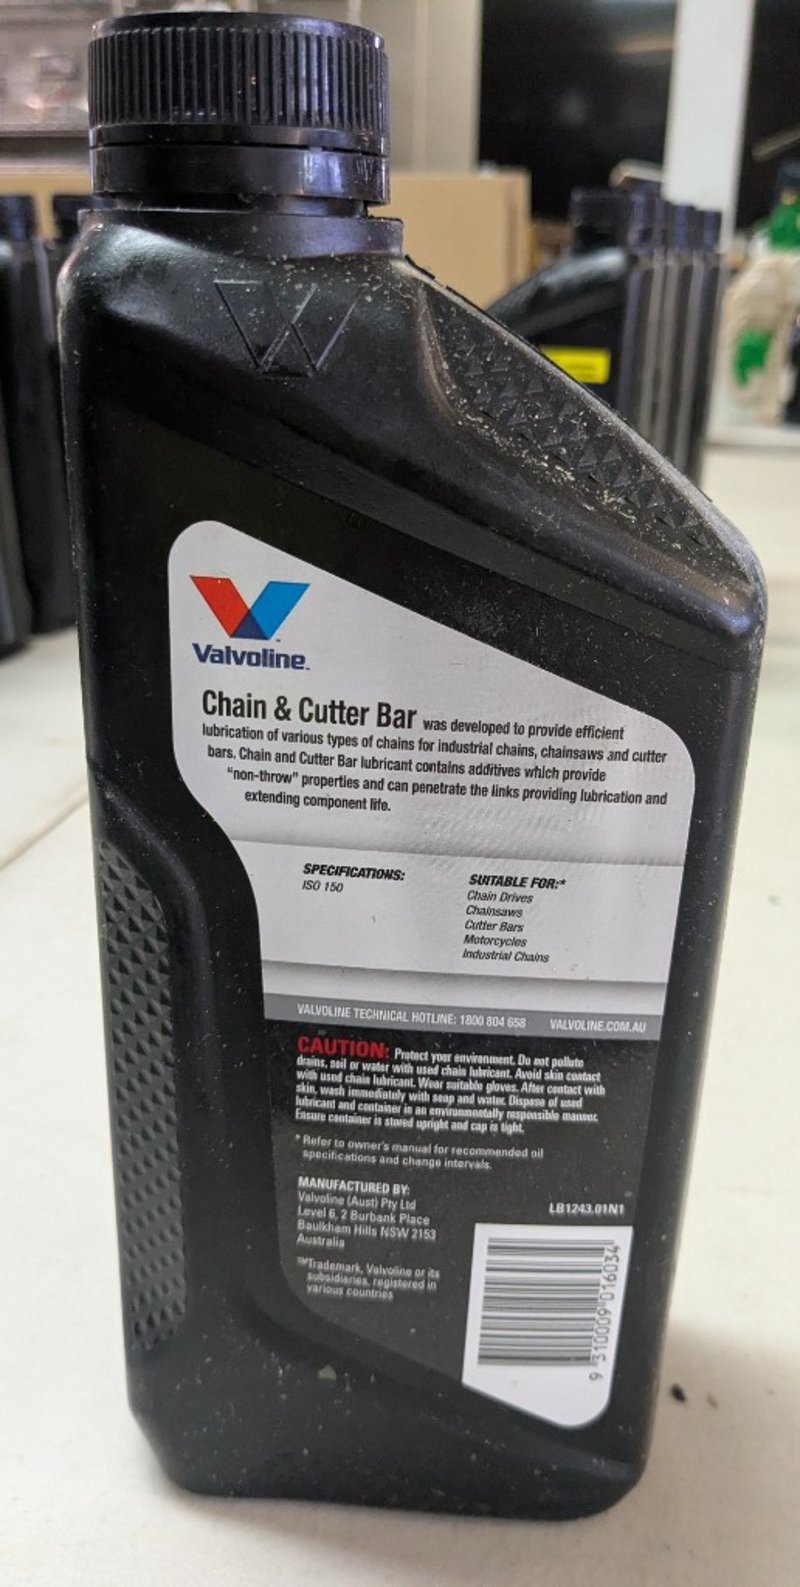 Valvoline™
Chain & Cutter Bar was developed to provide efficient
lubrication of various types of chains for industrial chains, chainsaws and cutter
bars. Chain and Cutter Bar lubricant contains additives which provide
"non-throw" properties and can penetrate the links providing lubrication and
extending component life.
SPECIFICATIONS:
ISO 150
SUITABLE FOR:*
Chain Drives
Chainsaws
Cutter Bars
Motorcycles
Industrial Chains
VALVOLINE TECHNICAL HOTLINE: 1800 804 658 VALVOLINE.COM.AU
CAUTION: Protect your environment. Do not pollute
drains, soil or water with used chain lubricant. Avoid skin contact
with used chain lubricant. Wear suitable gloves. After contact with
skin, wash immediately with soap and water. Dispose of used
lubricant and container in an environmentally responsible manner.
Ensure container is stored upright and cap is tight.
* Refer to owner's manual for recommended oil
specifications and change intervals.
MANUFACTURED BY:
Valvoline (Aust) Pty Ltd
Level 6, 2 Burbank Place
Baulkham Hills NSW 2153
Australia
™Trademark, Valvoline or its
subsidiaries, registered in
various countries
LB1243.01N1
9 310009 016034